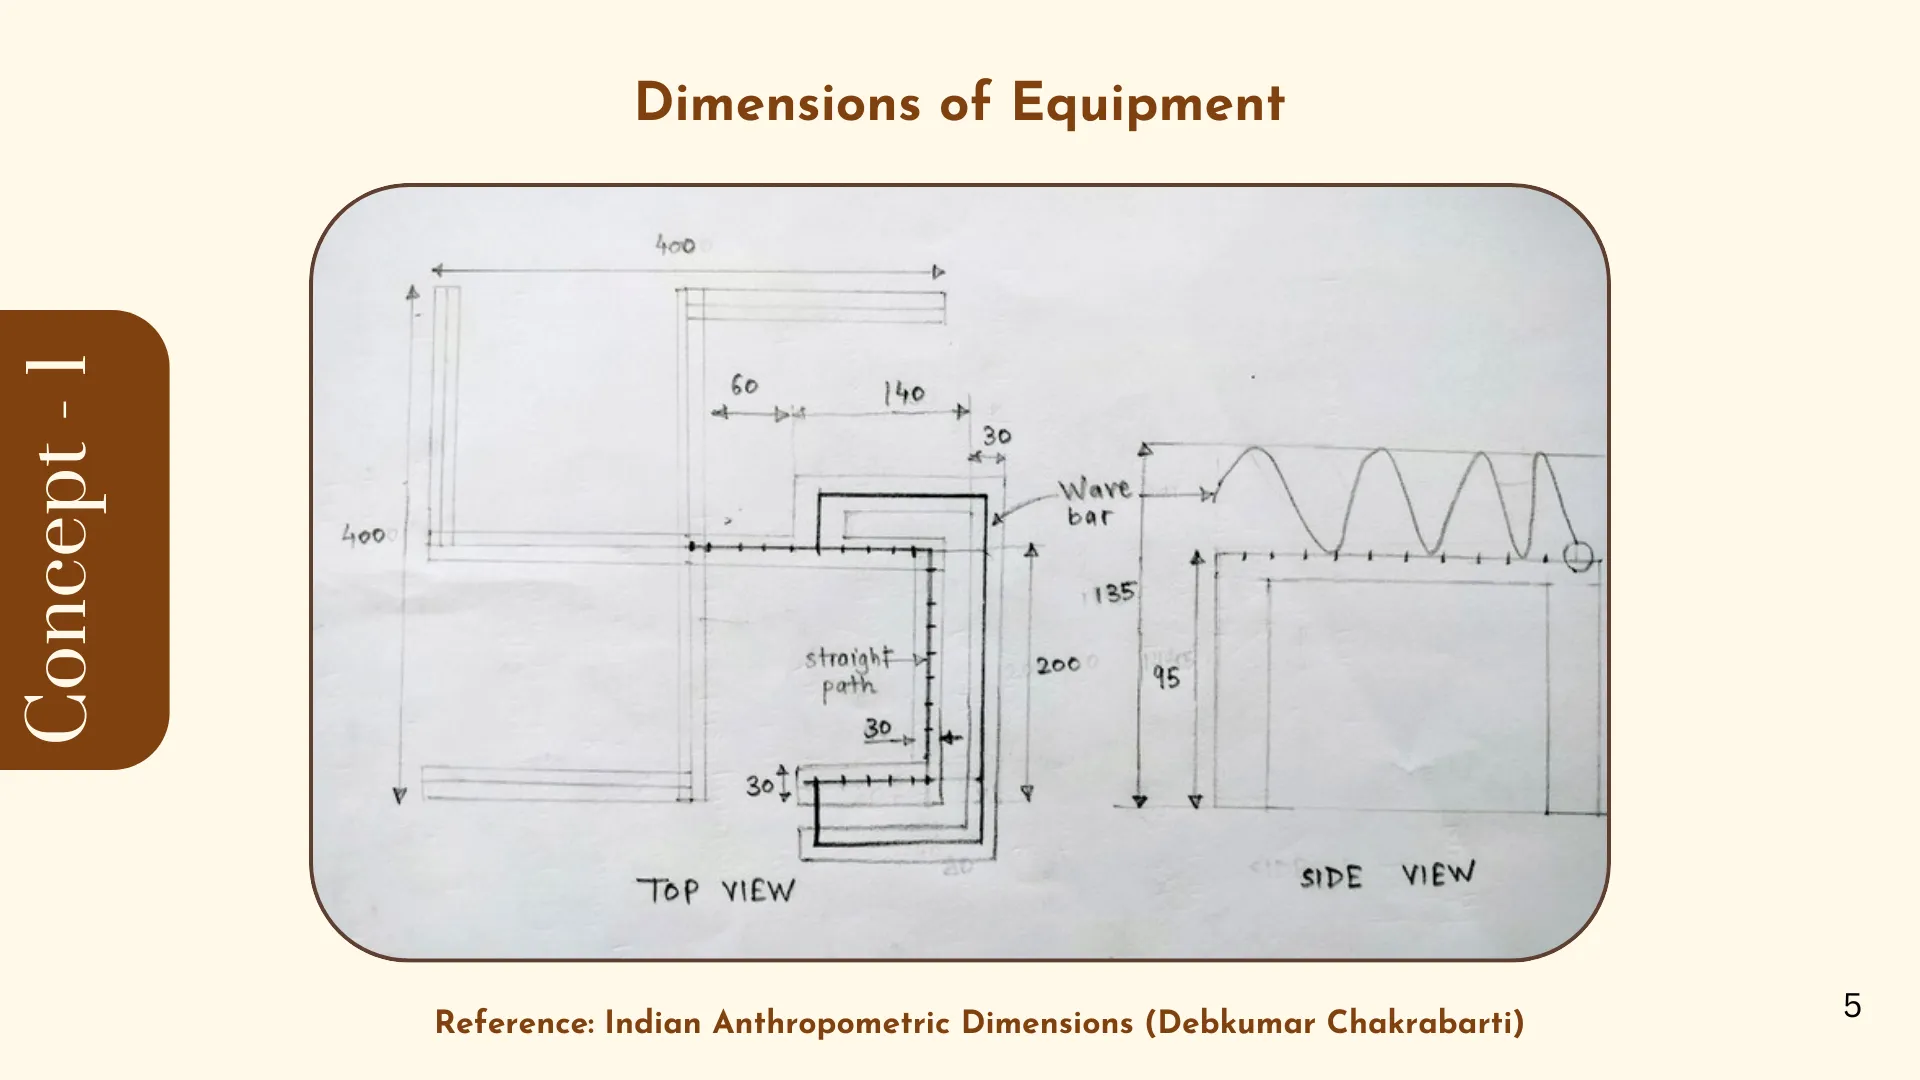 Dimensions of Equipment
Concept - 1
400
60
140
30
400
Wave
bar
135
straight
path
200
95
30
30
TOP VIEW
SIDE VIEW
Reference: Indian Anthropometric Dimensions (Debkumar Chakrabarti)
5